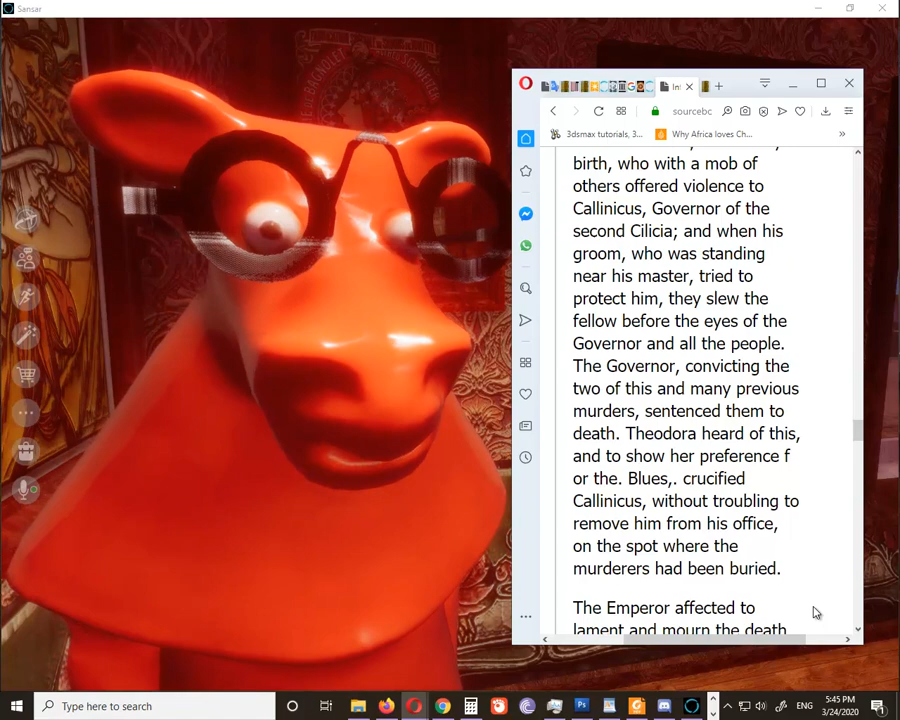 Sansar
Int
sourcebc
3dsmax tutorials, 3...
Why Africa loves Ch...
birth, who with a mob of
others offered violence to
Callinicus, Governor of the
second Cilicia; and when his
groom, who was standing
near his master, tried to
protect him, they slew the
fellow before the eyes of the
Governor and all the people.
The Governor, convicting the
two of this and many previous
murders, sentenced them to
death. Theodora heard of this,
and to show her preference f
or the. Blues,. crucified
Callinicus, without troubling to
remove him from his office,
on the spot where the
murderers had been buried.
The Emperor affected to
lament and mourn the death
Type here to search
ENG
5:45 PM
3/24/2020